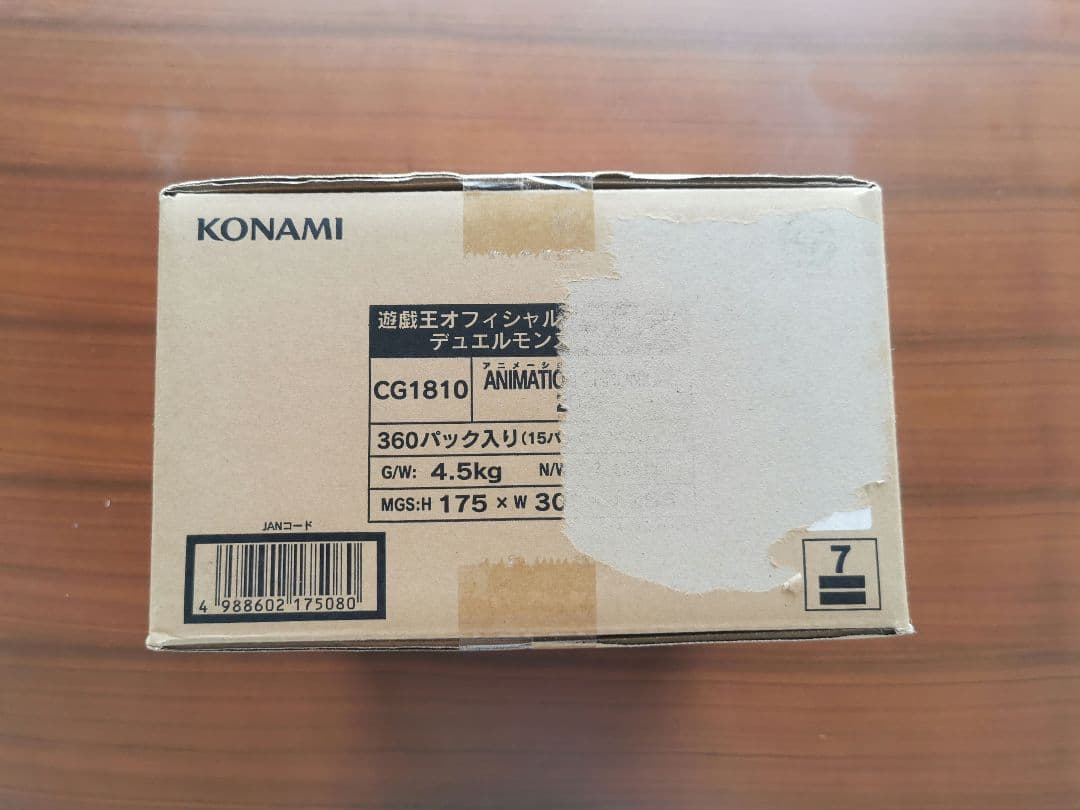 KONAMI
遊戯王オフィシャル
デュエルモン
アニメーショ
CG1810
ANIMATIO
360パック入り(15パ
G/W: 4.5kg N/W
MGS:H 175 × W 30
JANコード
4 988602 175080
7